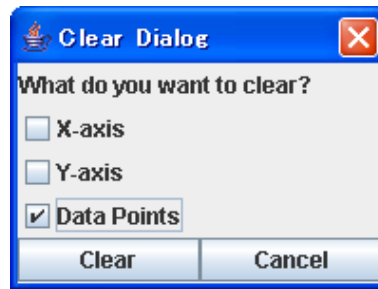 Clear Dialog
What do you want to clear?
X-axis
Y-axis
Data Points
Clear Cancel